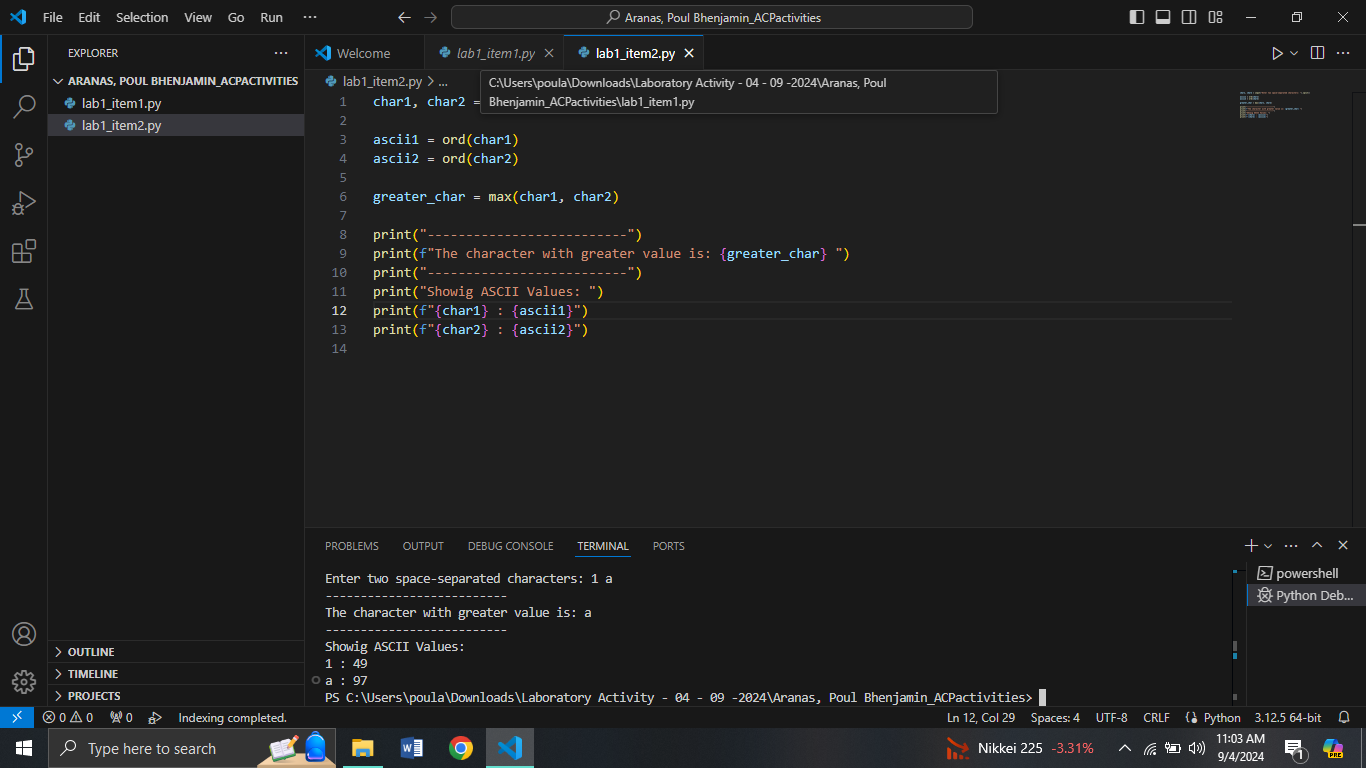 File Edit Selection View Go Run ··· Aranas, Poul Bhenjamin_ACPactivities
EXPLORER ···
ARANAS, POUL BHENJAMIN_ACPACTIVITIES
lab1_item1.py
lab1_item2.py
OUTLINE
TIMELINE
PROJECTS
Welcome lab1_item1.py lab1_item2.py
lab1_item2.py > ...
C:\Users\poula\Downloads\Laboratory Activity - 04 - 09 -2024\Aranas, Poul
Bhenjamin_ACPactivities\lab1_item1.py
1 char1, char2 =
2
3 ascii1 = ord(char1)
4 ascii2 = ord(char2)
5
6 greater_char = max(char1, char2)
7
8 print("--------------------------")
9 print(f"The character with greater value is: {greater_char} ")
10 print("--------------------------")
11 print("Showig ASCII Values: ")
12 print(f"{char1} : {ascii1}")
13 print(f"{char2} : {ascii2}")
14
PROBLEMS OUTPUT DEBUG CONSOLE TERMINAL PORTS
Enter two space-separated characters: 1 a
--------------------------
The character with greater value is: a
--------------------------
Showig ASCII Values:
1 : 49
a : 97
PS C:\Users\poula\Downloads\Laboratory Activity - 04 - 09 -2024\Aranas, Poul Bhenjamin_ACPactivities>
powershell
Python Deb...
0 0 0 Indexing completed. Ln 12, Col 29 Spaces: 4 UTF-8 CRLF Python 3.12.5 64-bit
Type here to search Nikkei 225 -3.31% 11:03 AM
9/4/2024
1
PRE